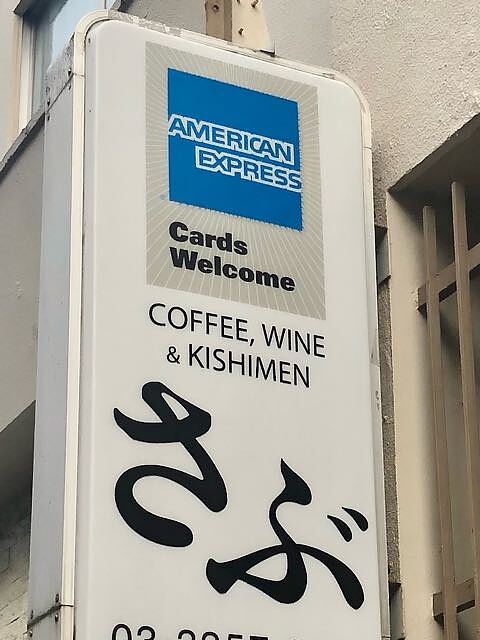 AMERICAN
EXPRESS
Cards
Welcome
COFFEE, WINE
& KISHIMEN
さぶ